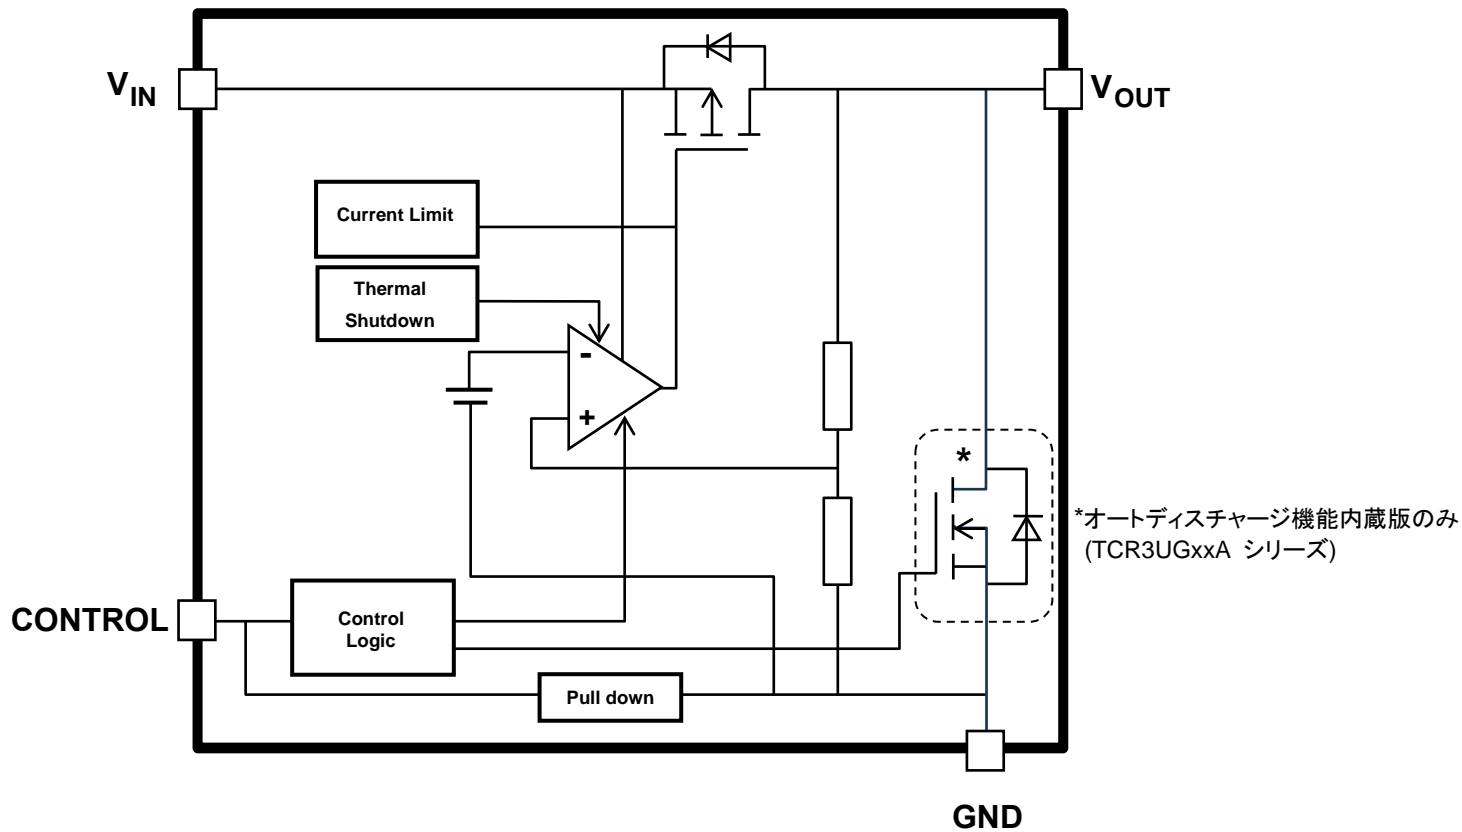 VIN
VOUT
Current Limit
Thermal
Shutdown
-
+
*
*オートディスチャージ機能内蔵版のみ
(TCR3UGxxA シリーズ)
CONTROL
Control
Logic
Pull down
GND